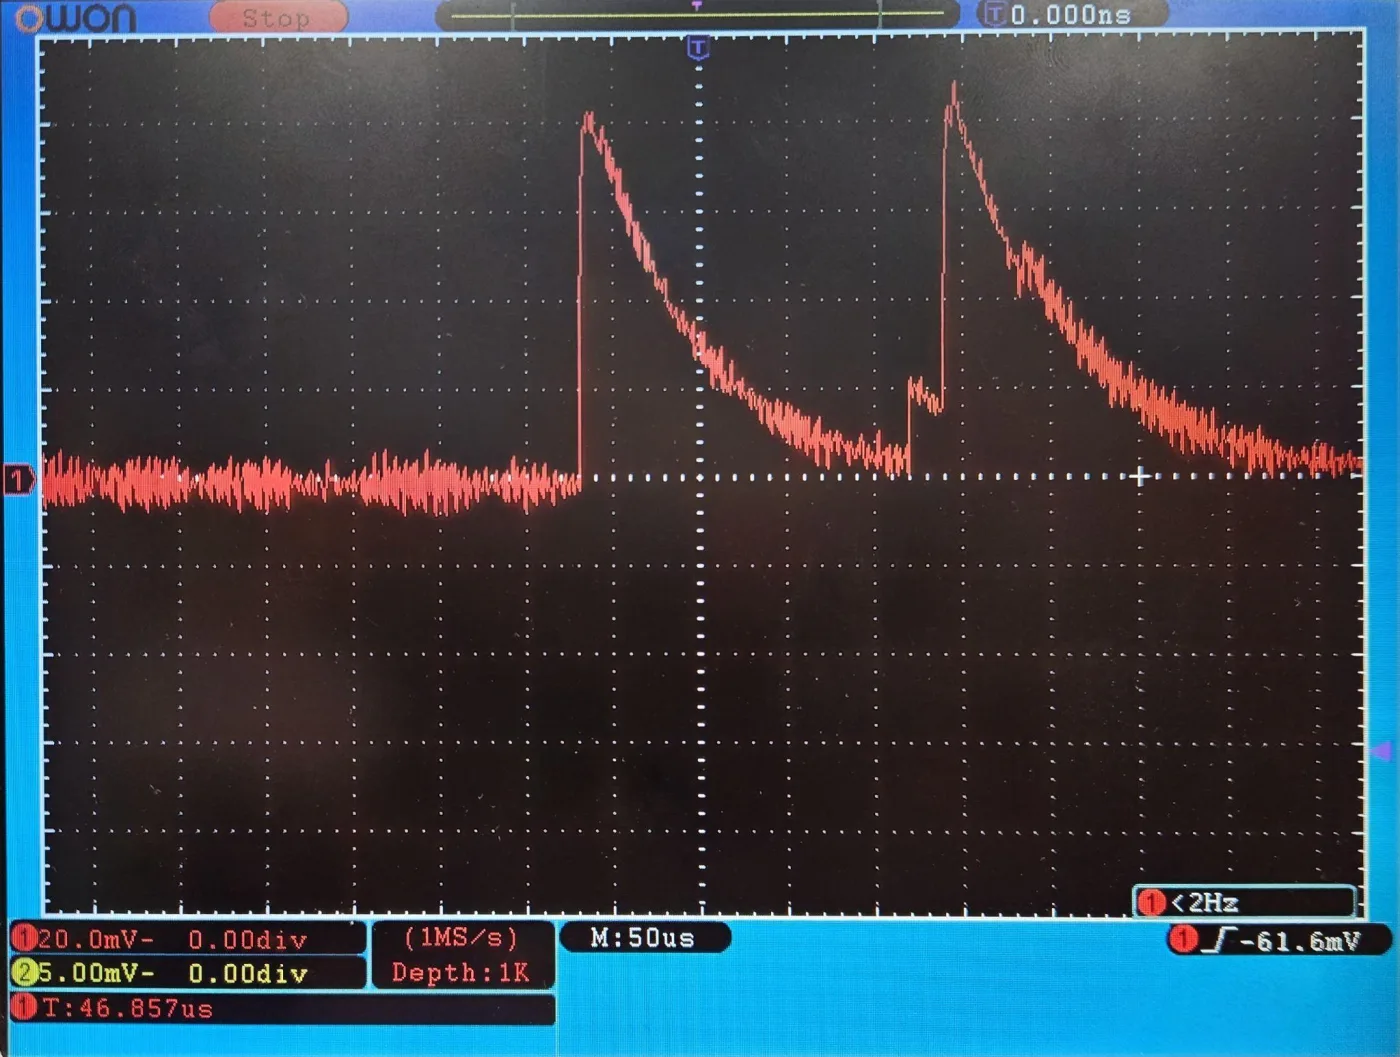 owon Stop T 0.000ns
T
T
1
1 <2Hz
1 20.0mV- 0.00div (1MS/s) M:50us 1 -61.6mV
2 5.00mV- 0.00div Depth:1K
1 T:46.857us